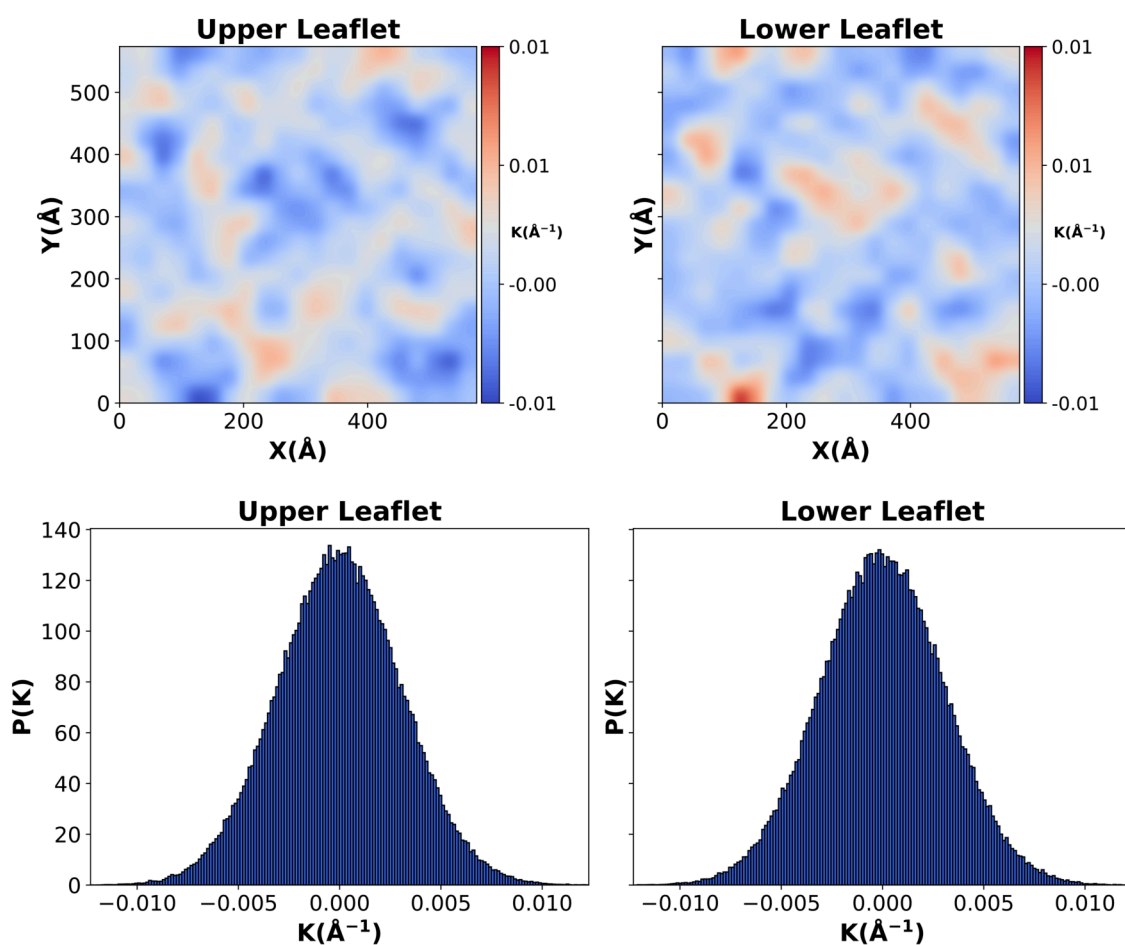 Upper Leaflet
Y(Å)
500
400
300
200
100
0
0
200
400
X(Å)
0.01
0.01
K(Å⁻¹)
-0.00
-0.01
Lower Leaflet
Y(Å)
0
200
400
X(Å)
0.01
0.01
K(Å⁻¹)
-0.00
-0.01
Upper Leaflet
P(K)
140
120
100
80
60
40
20
0
−0.010
−0.005
0.000
0.005
0.010
K(Å⁻¹)
Lower Leaflet
P(K)
−0.010
−0.005
0.000
0.005
0.010
K(Å⁻¹)